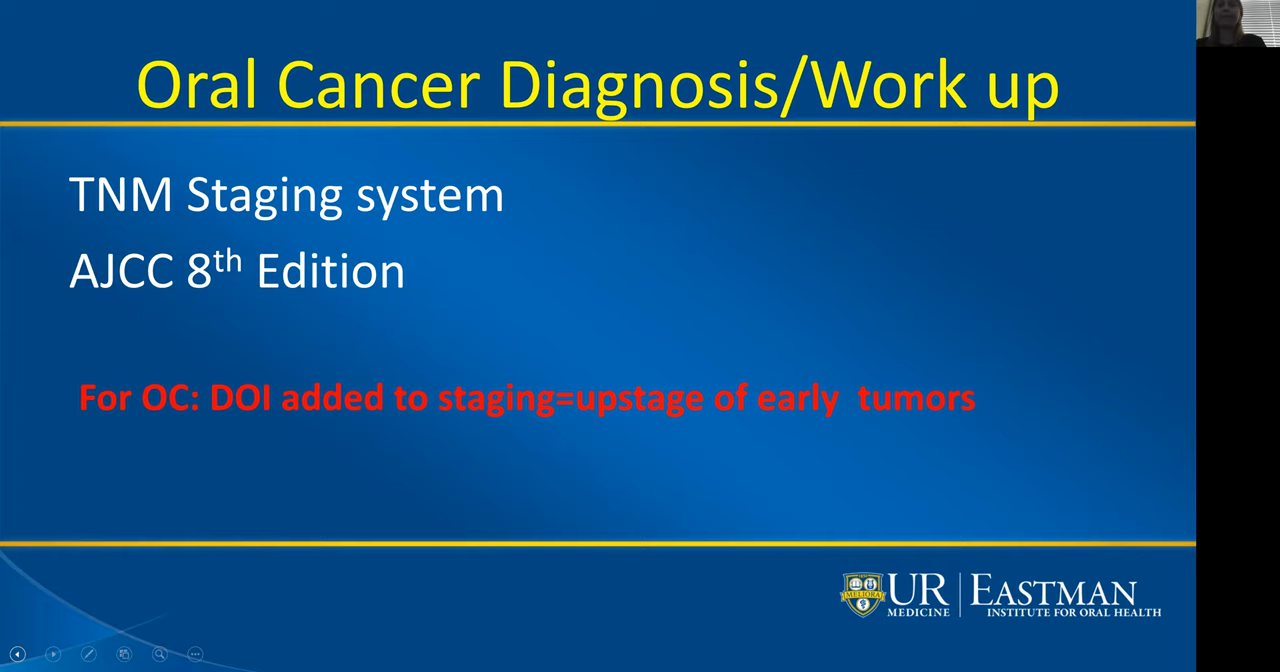 Oral Cancer Diagnosis/Work up
TNM Staging system
AJCC 8th Edition
For OC: DOI added to staging=upstage of early  tumors
MELIORA
UR MEDICINE
EASTMAN
INSTITUTE FOR ORAL HEALTH